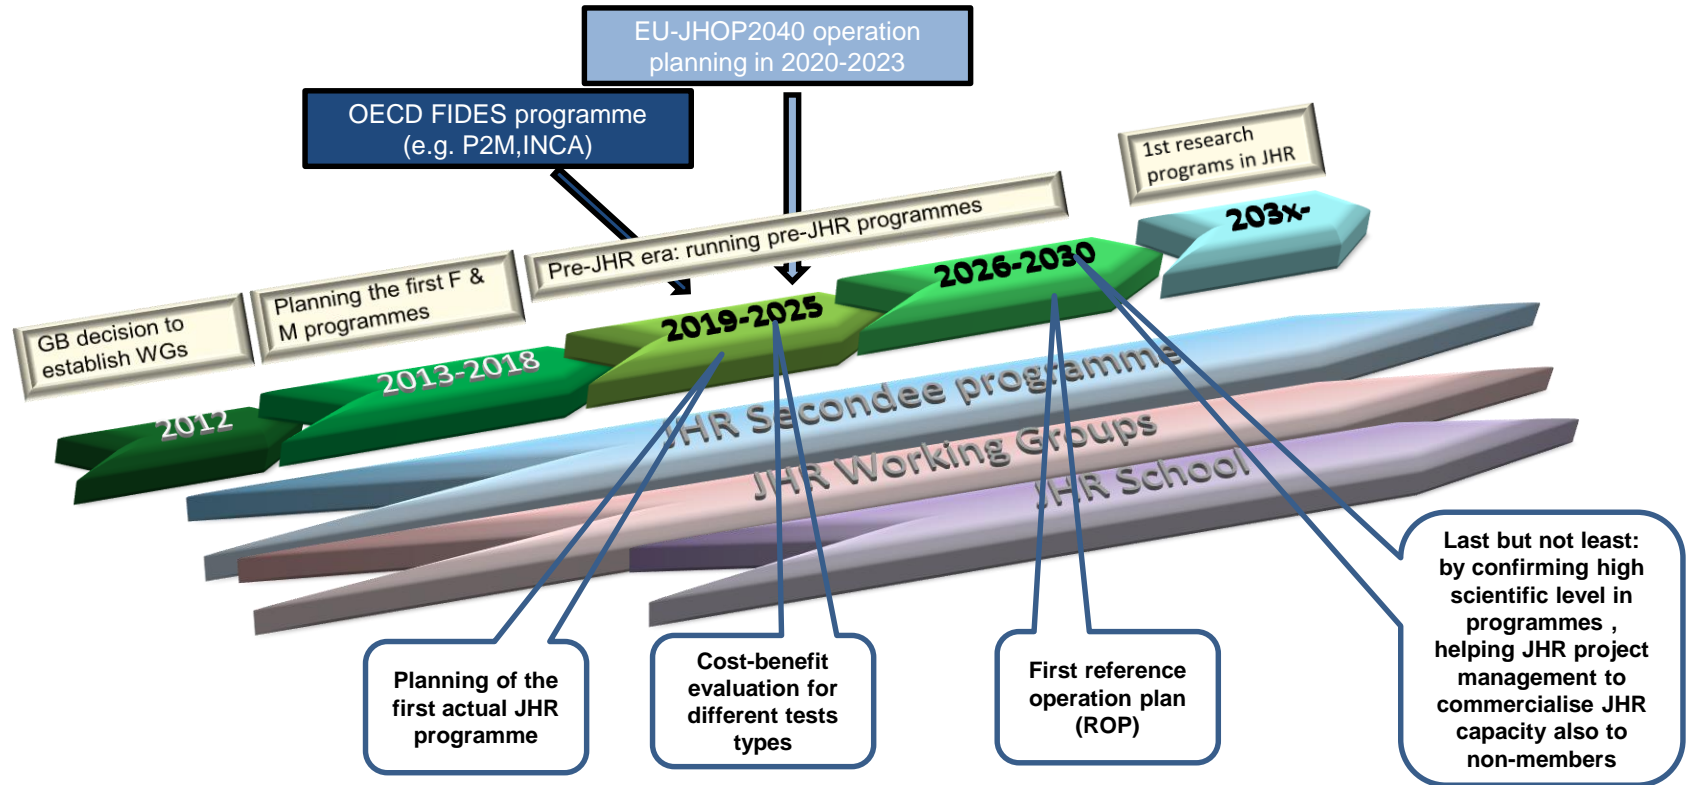 EU-JHOP2040 operation
planning in 2020-2023
OECD FIDES programme
(e.g. P2M,INCA)
1st research
programs in JHR
Pre-JHR era: running pre-JHR programmes
Planning the first F &
M programmes
GB decision to
establish WGs
2012
2013-2018
2019-2025
2026-2030
203x-
JHR Secondee programme
JHR Working Groups
JHR School
Planning of the
first actual JHR
programme
Cost-benefit
evaluation for
different tests
types
First reference
operation plan
(ROP)
Last but not least:
by confirming high
scientific level in
programmes ,
helping JHR project
management to
commercialise JHR
capacity also to
non-members